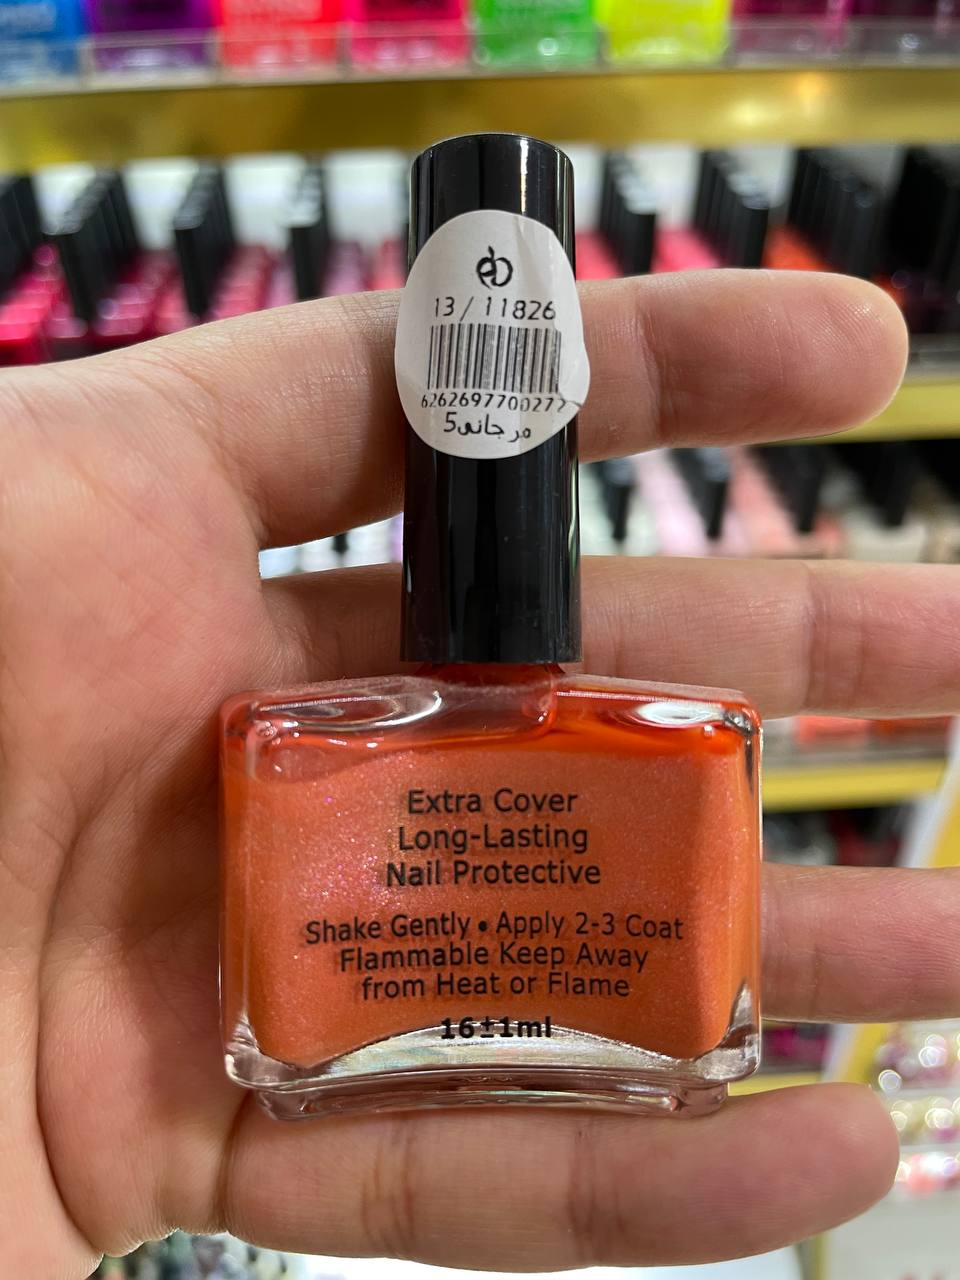 13/11826
6262697700277
مرجانی5
Extra Cover
Long-Lasting
Nail Protective
Shake Gently • Apply 2-3 Coat
Flammable Keep Away
from Heat or Flame
16±1ml